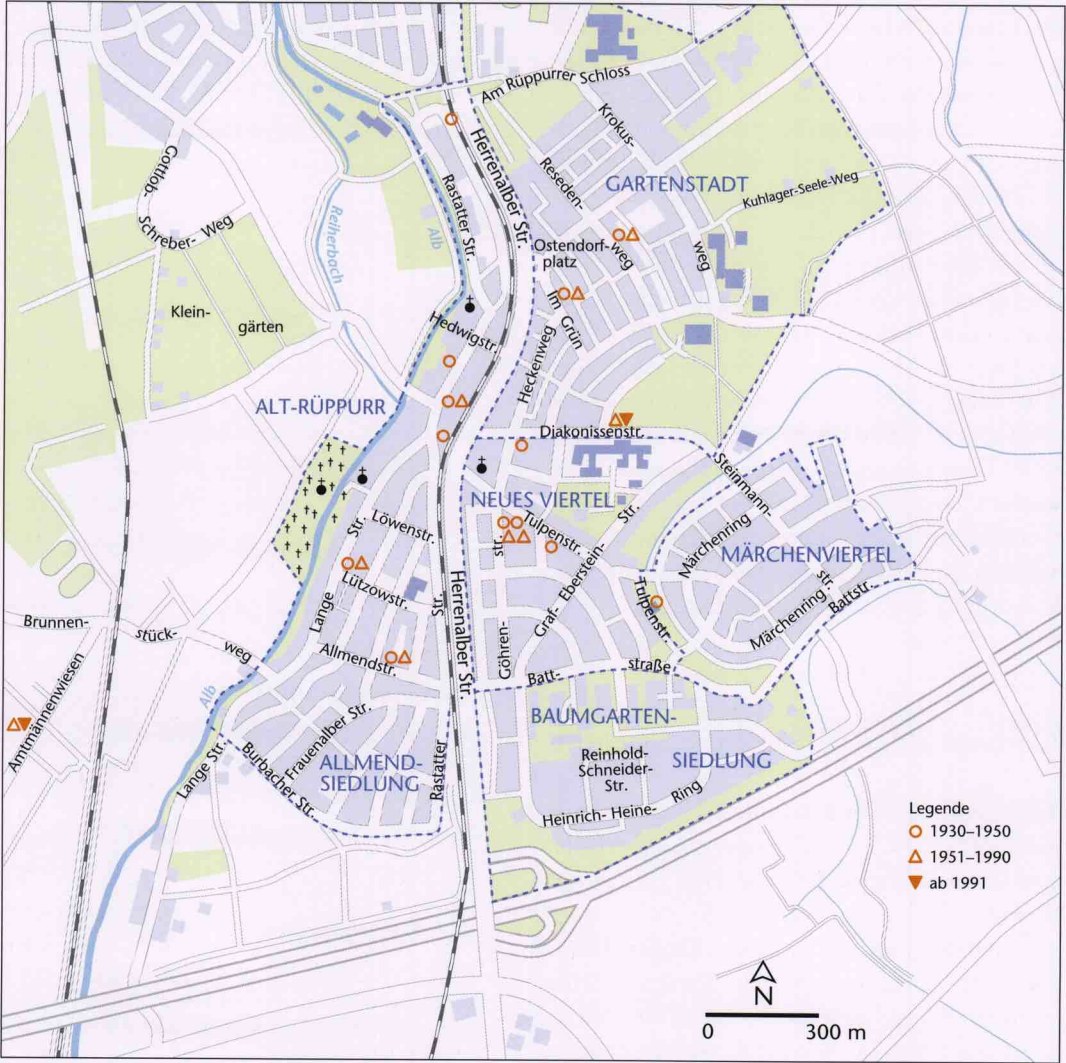 Am Rüppurrer Schloss
Krokus-
weg
Gottlob-
Schreber- Weg
Herrenalber Str.
Reseden-
weg
GARTENSTADT
Kuhlager-Seele-Weg
Rastatter Str.
Reiherbach
Alb
Ostendorf-
platz
Klein-
gärten
Im Grün
Hedwigstr.
Heckenweg
ALT-RÜPPURR
Diakonissenstr.
Steinmann-
str.
NEUES VIERTEL
Löwenstr.
Tulpenstr.
Märchenring
MÄRCHENVIERTEL
Göhren-
str.
Graf- Eberstein-
Str.
Lange
Str.
Lützowstr.
Herrenalber Str.
Tulpenstr.
Märchenring
Battstr.
Brunnen-
stück-
weg
Allmendstr.
Batt-
straße
Alb
Amtmännenwiesen
Frauenalber Str.
BAUMGARTEN-
SIEDLUNG
Lange Str.
Burbacher Str.
ALLMEND-
SIEDLUNG
Rastatter
Str.
Reinhold-
Schneider-
Str.
Heinrich- Heine- Ring
Legende
1930–1950
1951–1990
ab 1991
N
0 300 m